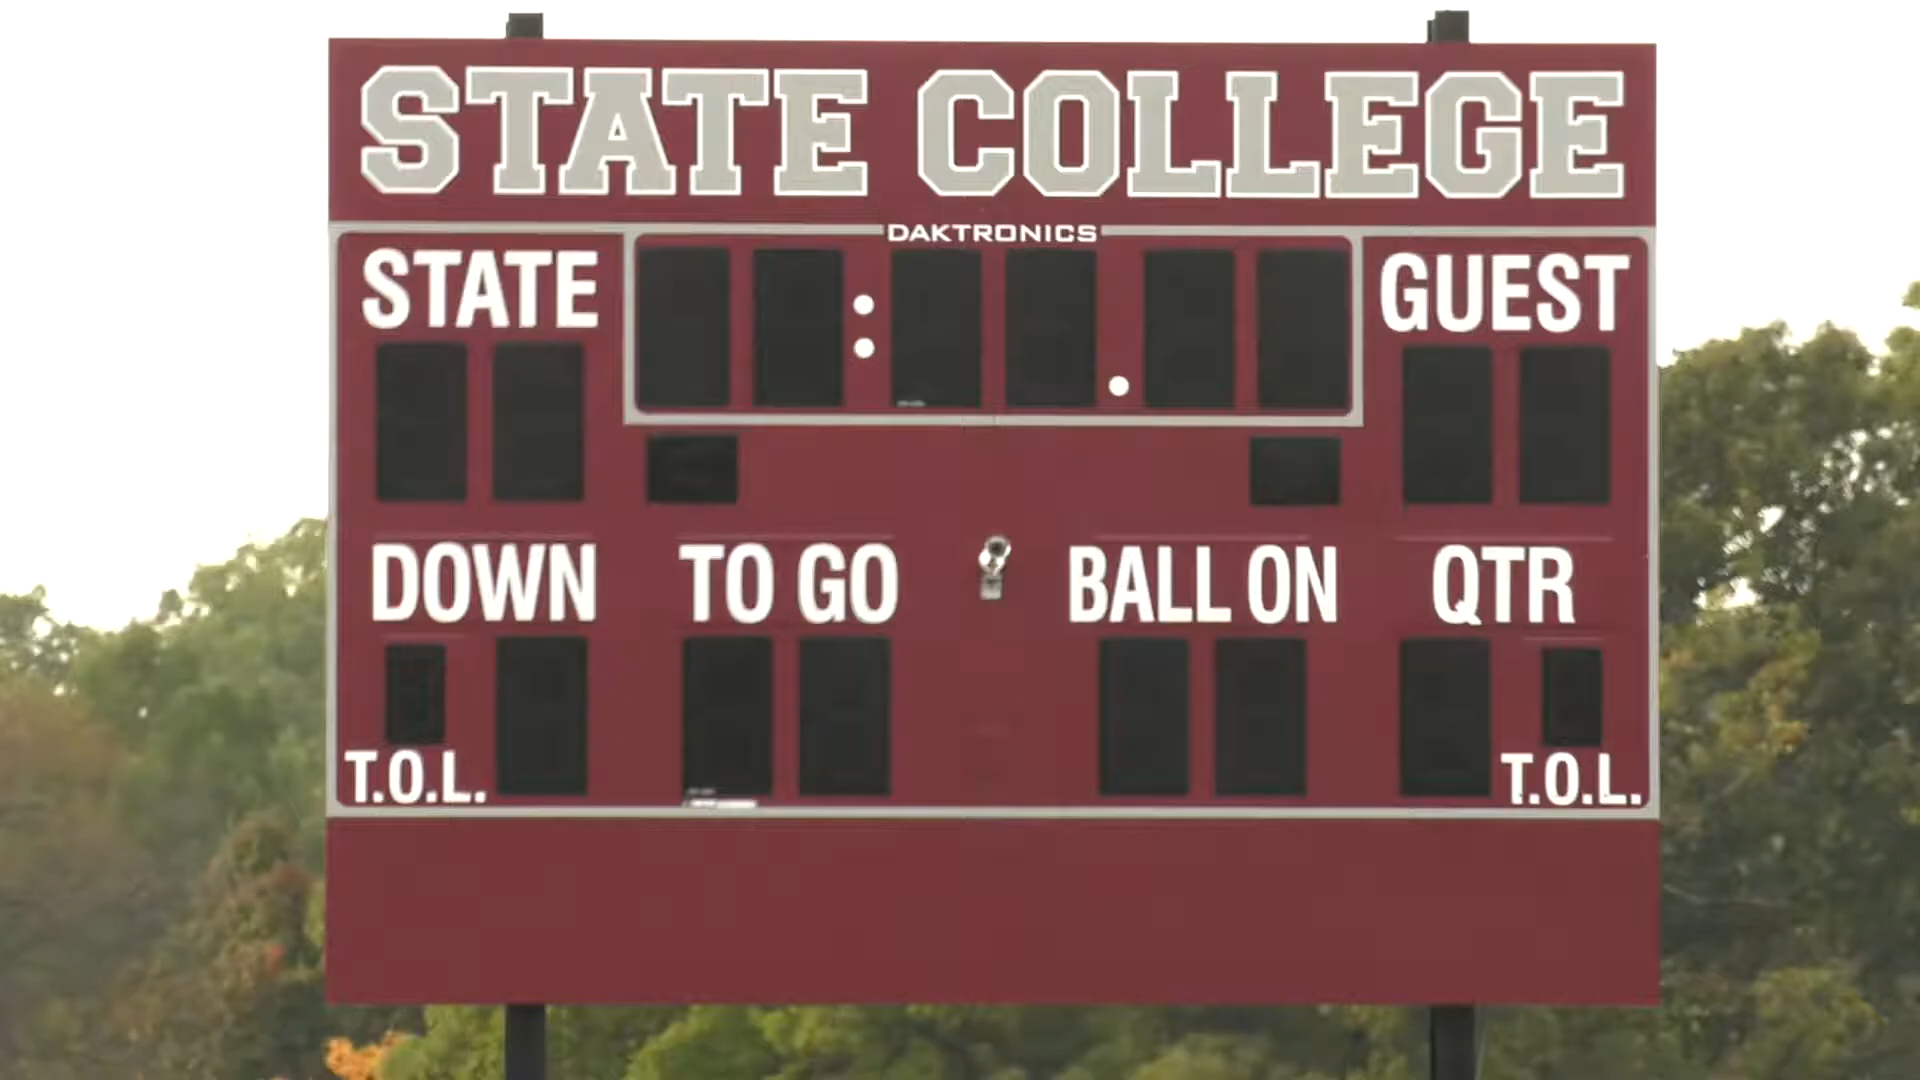 STATE COLLEGE
DAKTRONICS
STATE
GUEST
DOWN TO GO BALL ON QTR
T.O.L. T.O.L.